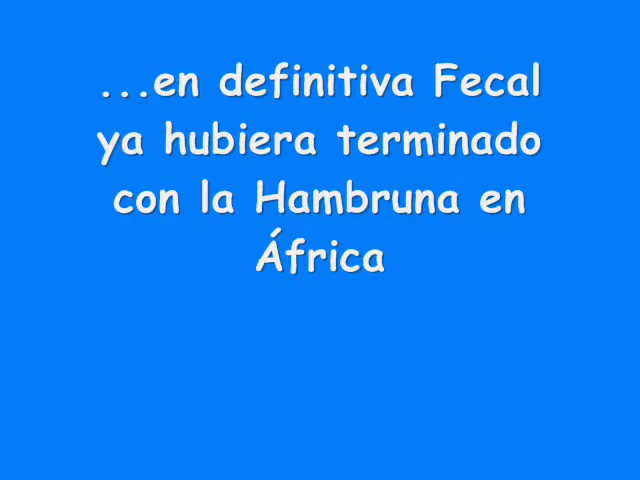 ...en definitiva Fecal
ya hubiera terminado
con la Hambruna en
África